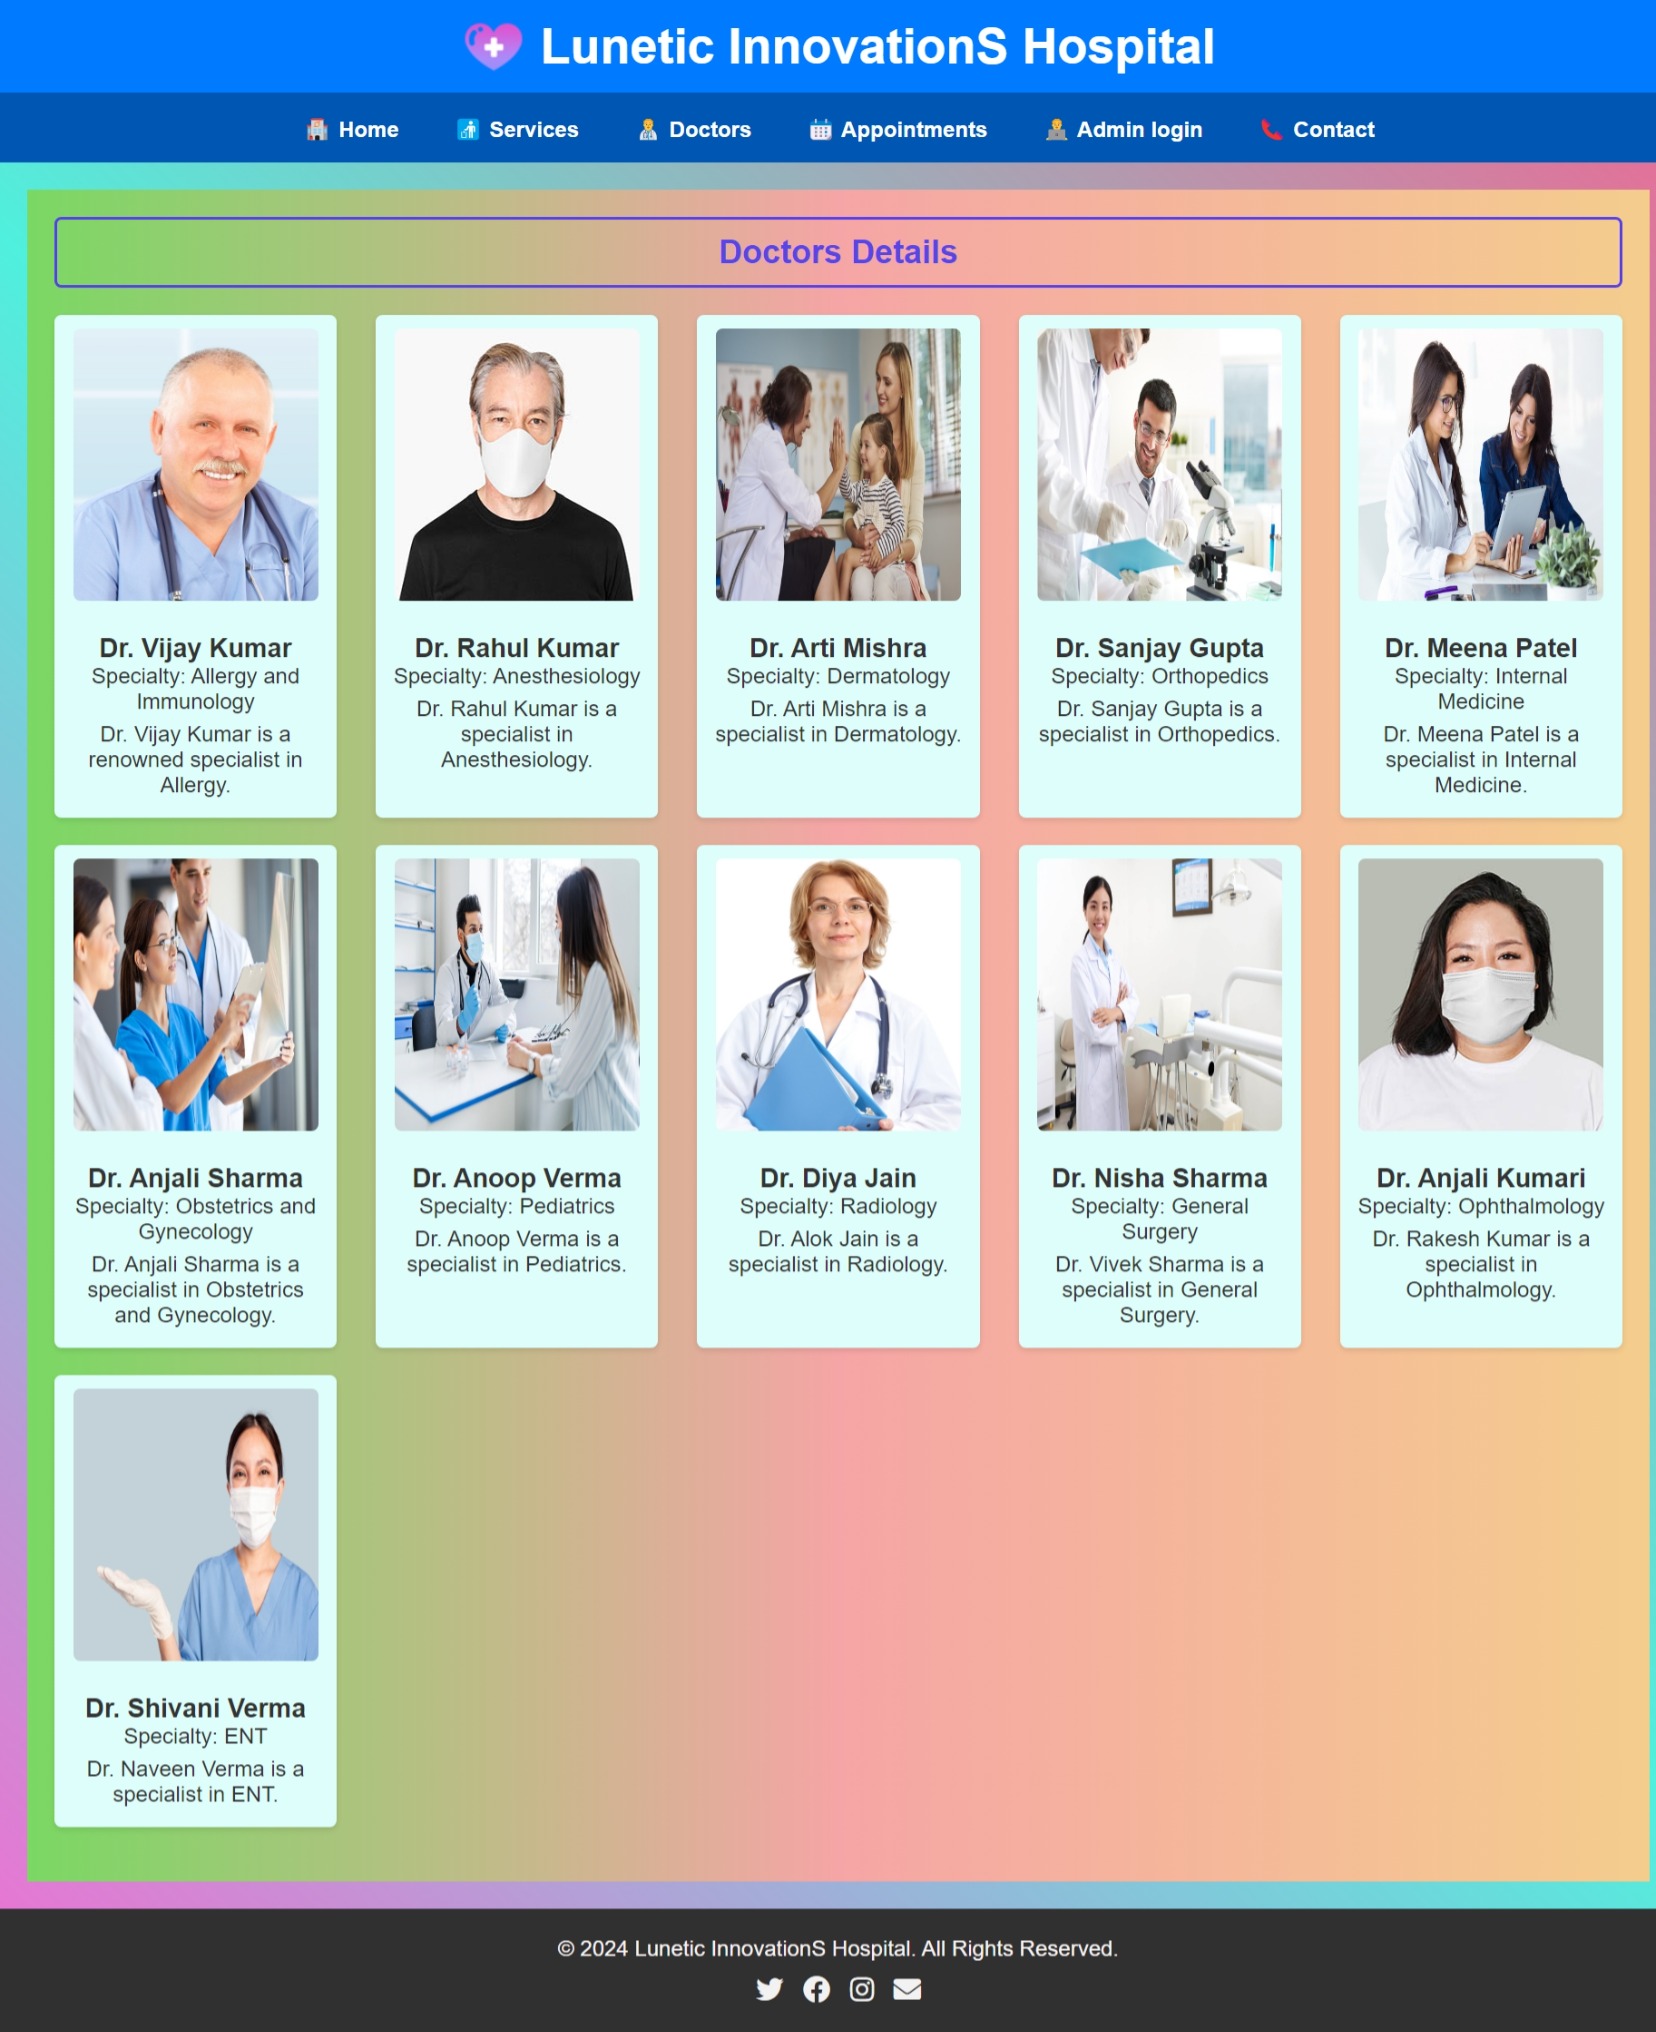 Lunetic InnovationS Hospital
Home Services Doctors Appointments Admin login Contact
Doctors Details
Dr. Vijay Kumar
Specialty: Allergy and
Immunology
Dr. Vijay Kumar is a
renowned specialist in
Allergy.
Dr. Rahul Kumar
Specialty: Anesthesiology
Dr. Rahul Kumar is a
specialist in
Anesthesiology.
Dr. Arti Mishra
Specialty: Dermatology
Dr. Arti Mishra is a
specialist in Dermatology.
Dr. Sanjay Gupta
Specialty: Orthopedics
Dr. Sanjay Gupta is a
specialist in Orthopedics.
Dr. Meena Patel
Specialty: Internal
Medicine
Dr. Meena Patel is a
specialist in Internal
Medicine.
Dr. Anjali Sharma
Specialty: Obstetrics and
Gynecology
Dr. Anjali Sharma is a
specialist in Obstetrics
and Gynecology.
Dr. Anoop Verma
Specialty: Pediatrics
Dr. Anoop Verma is a
specialist in Pediatrics.
Dr. Diya Jain
Specialty: Radiology
Dr. Alok Jain is a
specialist in Radiology.
Dr. Nisha Sharma
Specialty: General
Surgery
Dr. Vivek Sharma is a
specialist in General
Surgery.
Dr. Anjali Kumari
Specialty: Ophthalmology
Dr. Rakesh Kumar is a
specialist in
Ophthalmology.
Dr. Shivani Verma
Specialty: ENT
Dr. Naveen Verma is a
specialist in ENT.
© 2024 Lunetic InnovationS Hospital. All Rights Reserved.